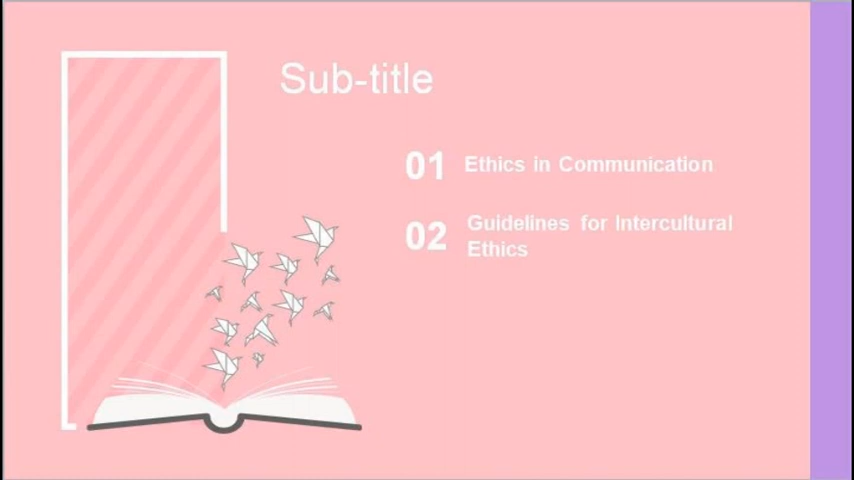 Sub-title
01 Ethics in Communication
02 Guidelines for Intercultural
Ethics